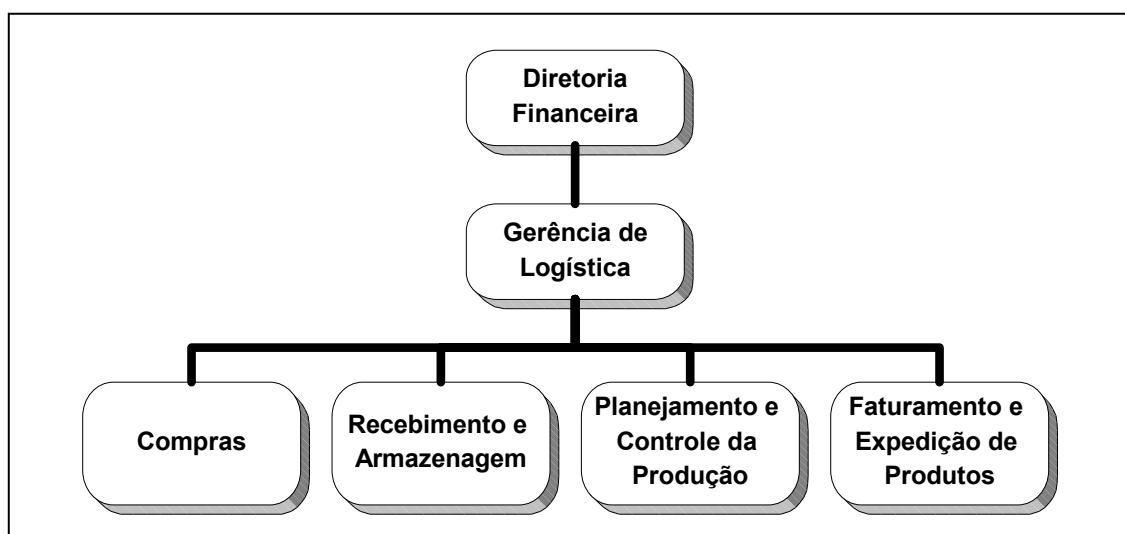 Diretoria
Financeira
Gerência de
Logística
Compras
Recebimento e
Armazenagem
Planejamento e
Controle da
Produção
Faturamento e
Expedição de
Produtos